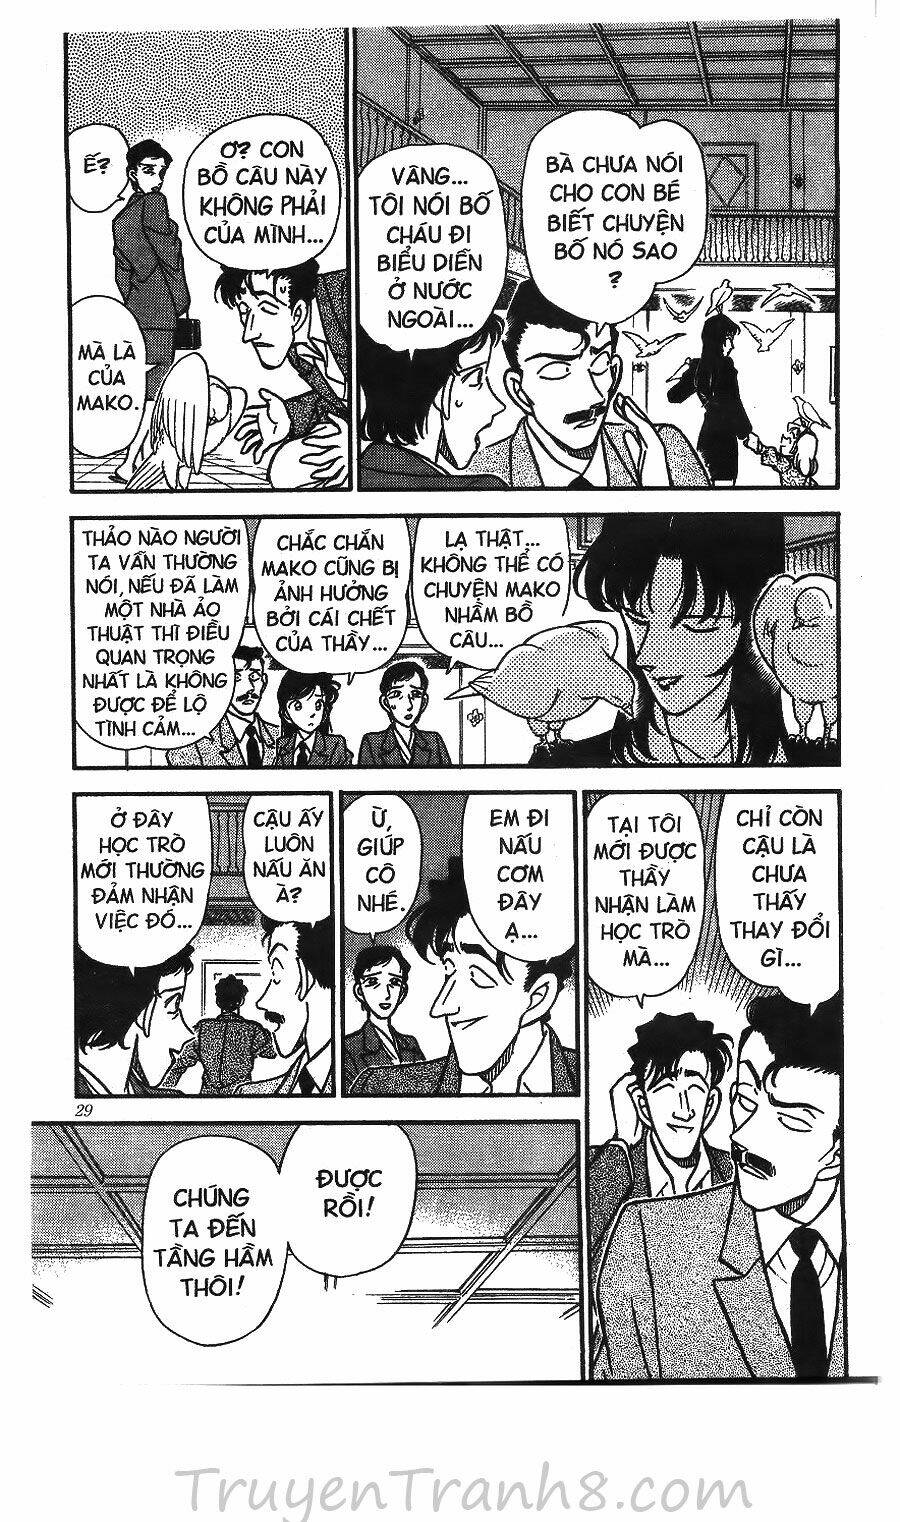 BÀ CHƯA NÓI
CHO CON BÉ
BIẾT CHUYỆN
BỐ NÓ SAO
?
VÂNG...
TÔI NÓI BỐ
CHÁU ĐI
BIỂU DIỄN
Ở NƯỚC
NGOÀI...
Ơ? CON
BỒ CÂU NÀY
KHÔNG PHẢI
CỦA MÌNH...
Ế?
MÀ LÀ
CỦA
MAKO.
LẠ THẬT...
KHÔNG THỂ CÓ
CHUYỆN MAKO
NHẦM BỒ
CÂU...
CHẮC CHẮN
MAKO CŨNG BỊ
ẢNH HƯỞNG
BỞI CÁI CHẾT
CỦA THẦY...
THẢO NÀO NGƯỜI
TA VẪN THƯỜNG
NÓI, NẾU ĐÃ LÀM
MỘT NHÀ ẢO
THUẬT THÌ ĐIỀU
QUAN TRỌNG
NHẤT LÀ KHÔNG
ĐƯỢC ĐỂ LỘ
TÌNH CẢM...
CHỈ CÒN
CẬU LÀ
CHƯA
THẤY
THAY ĐỔI
GÌ...
TẠI TÔI
MỚI ĐƯỢC
THẦY
NHẬN LÀM
HỌC TRÒ
MÀ...
EM ĐI
NẤU
CƠM
ĐÂY
Ạ...
Ừ,
GIÚP
CÔ
NHÉ.
CẬU ẤY
LUÔN
NẤU ĂN
À?
Ở ĐÂY
HỌC TRÒ
MỚI THƯỜNG
ĐẢM NHẬN
VIỆC ĐÓ...
29
ĐƯỢC
RỒI!
CHÚNG
TA ĐẾN
TẦNG HẦM
THÔI!
TruyenTranh8.com